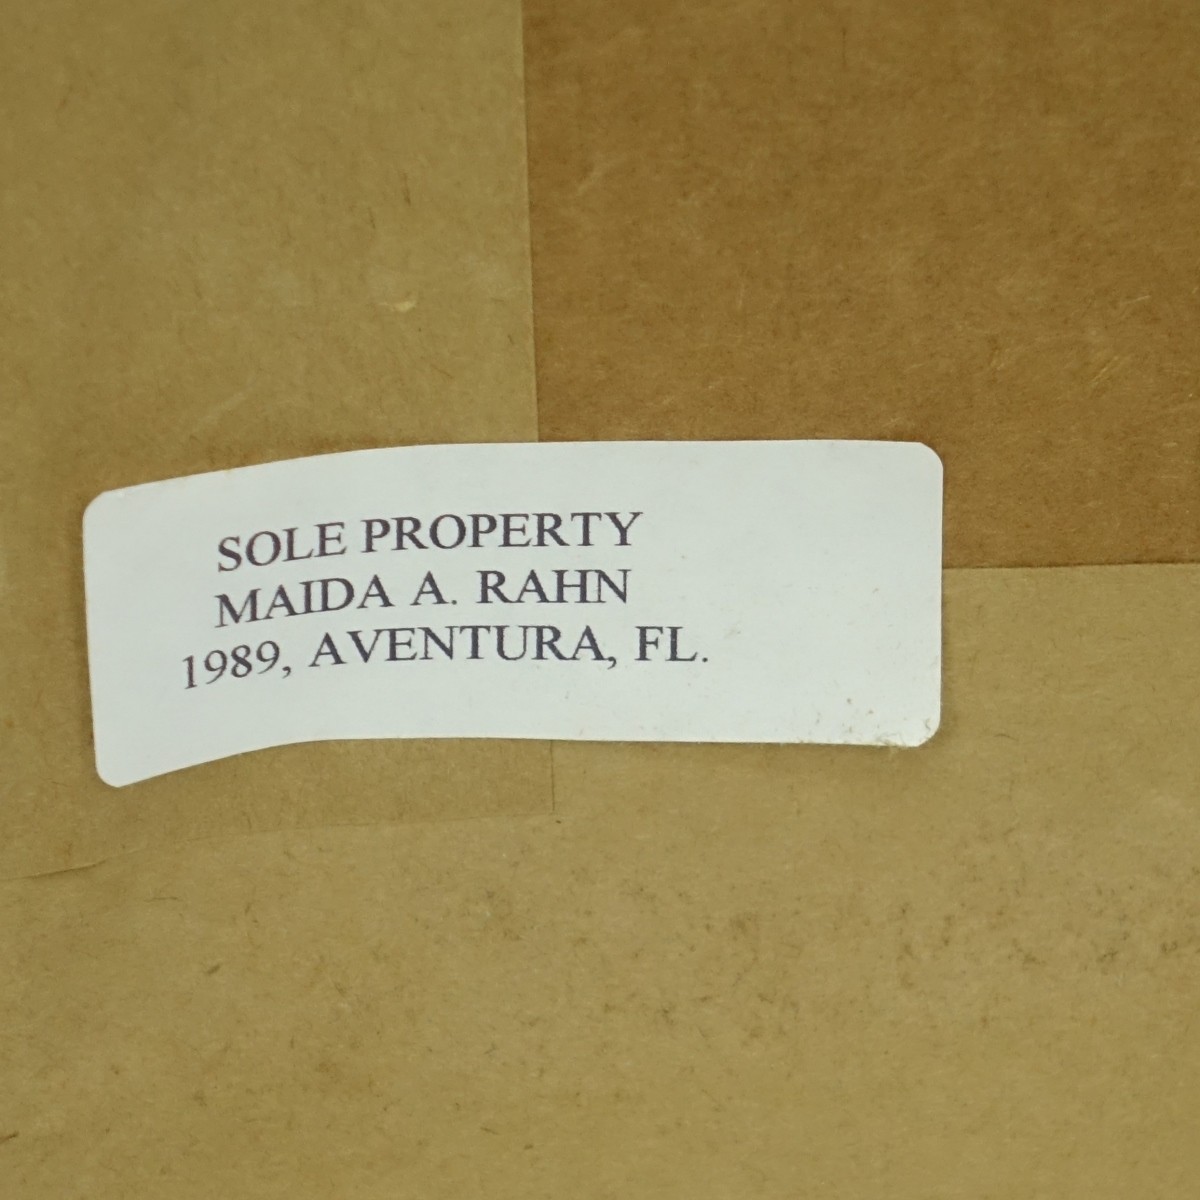 SOLE PROPERTY
MAIDA A. RAHN
1989, AVENTURA, FL.